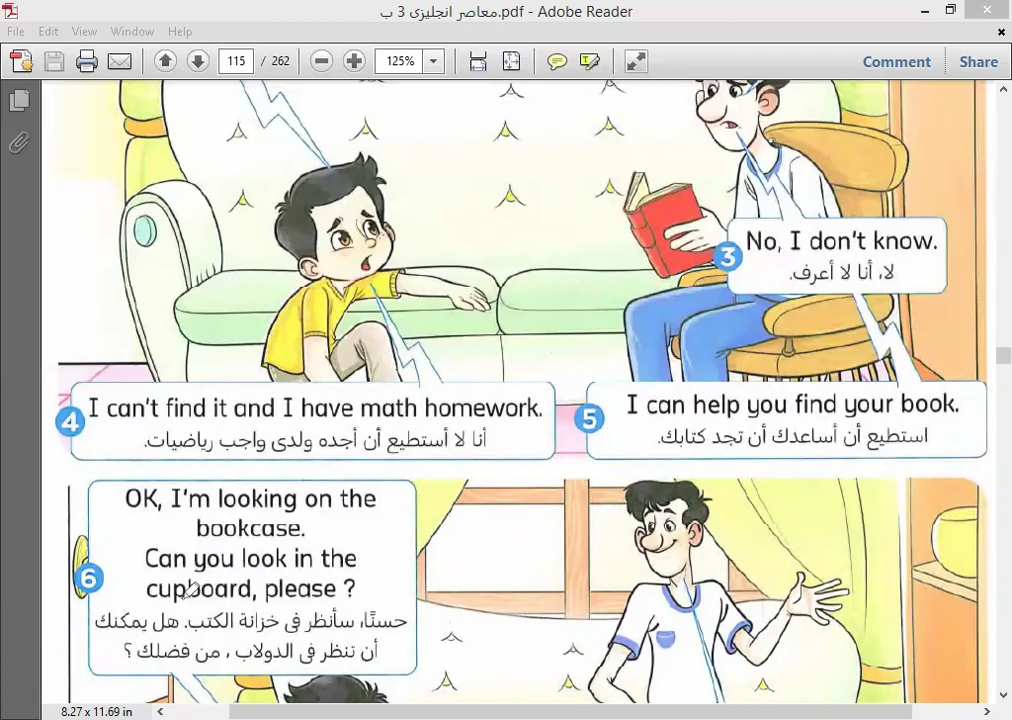 معاصر انجليزى 3 ب.pdf - Adobe Reader
File Edit View Window Help
115 / 262 125% Comment Share
3
No, I don't know.
لا، أنا لا أعرف.
4
I can't find it and I have math homework.
أنا لا أستطيع أن أجده ولدى واجب رياضيات.
5
I can help you find your book.
استطيع أن أساعدك أن تجد كتابك.
6
OK, I'm looking on the
bookcase.
Can you look in the
cupboard, please ?
حسنًا، سأنظر فى خزانة الكتب. هل يمكنك
أن تنظر فى الدولاب ، من فضلك ؟
8.27 x 11.69 in